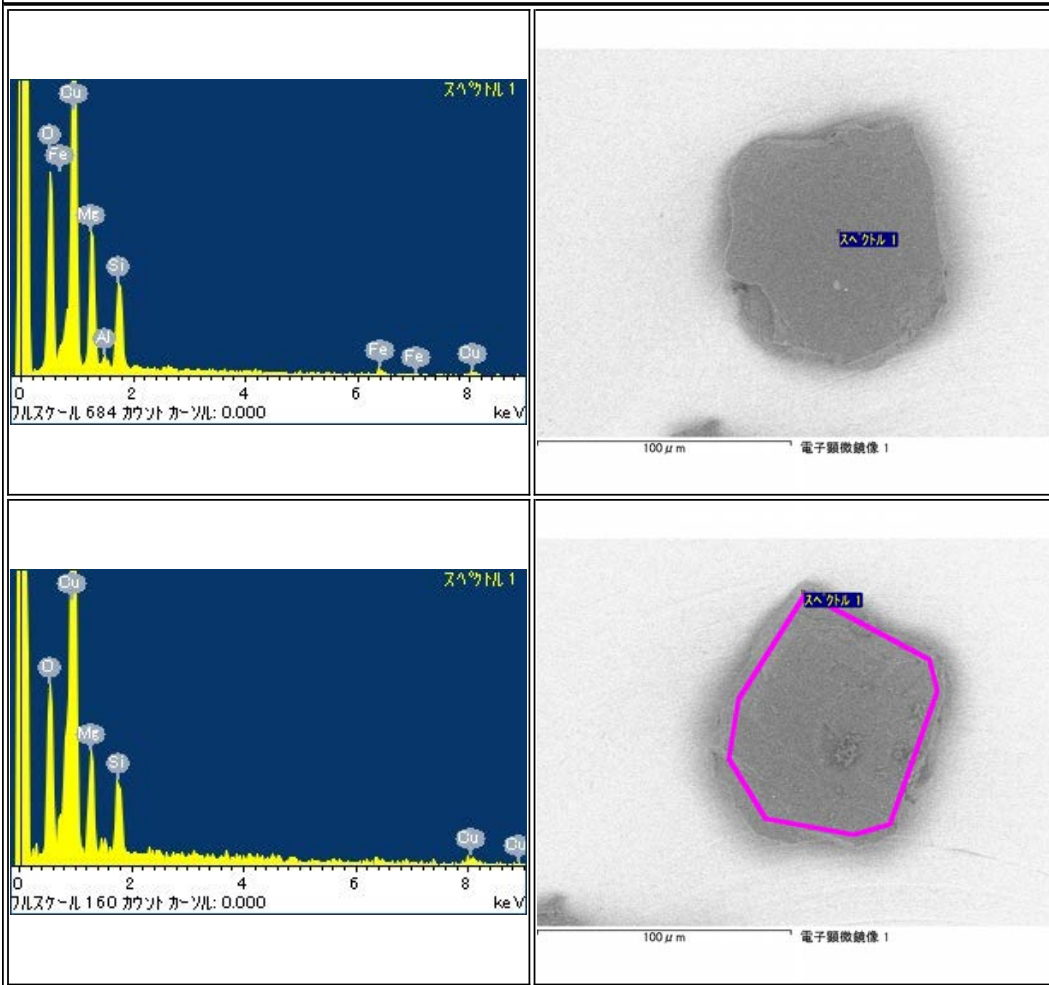 スペクトル 1
Cu
O
Fe
Mg
Si
Al
Fe
Fe
Cu
0 2 4 6 8
フルスケール 684 カウント カーソル: 0.000 keV
スペクトル 1
100μm 電子顕微鏡像 1
スペクトル 1
Cu
O
Mg
Si
Cu
Cu
0 2 4 6 8
フルスケール 160 カウント カーソル: 0.000 keV
スペクトル 1
100μm 電子顕微鏡像 1